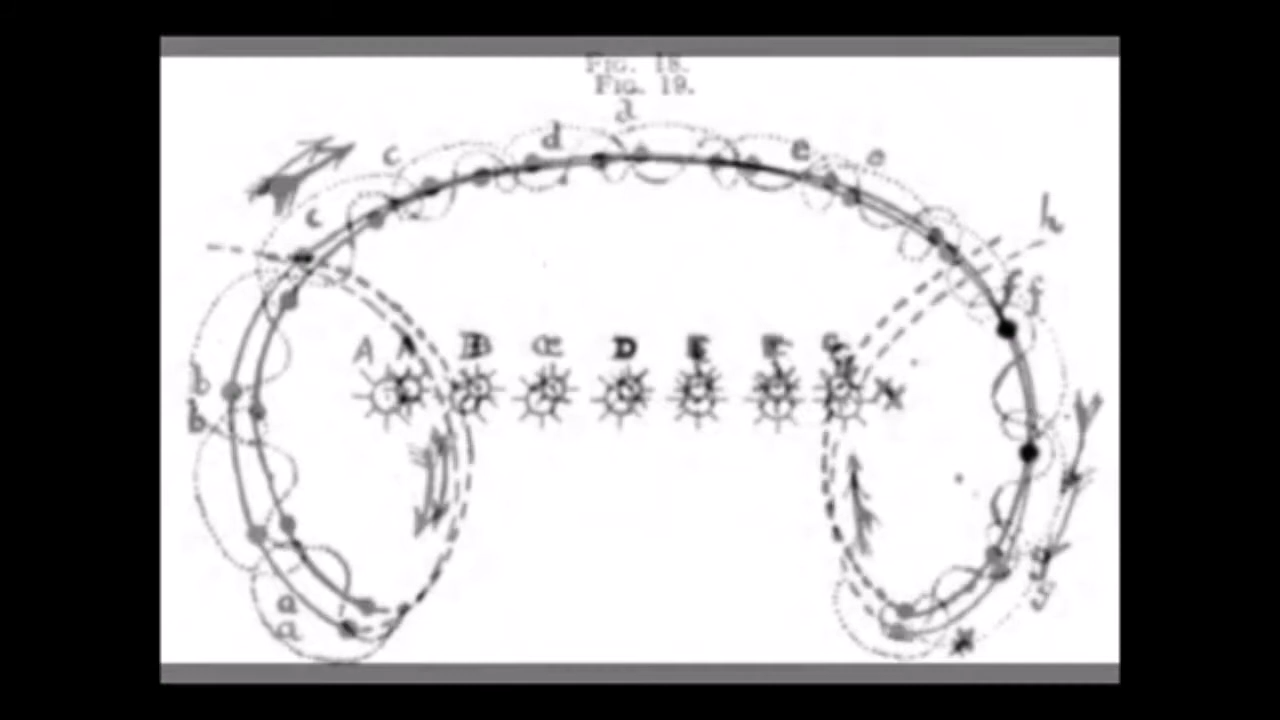 FIG. 18.
FIG. 19.
d
c d e e
c h
f f
A A B C D E F G
b
b
g
a g
a